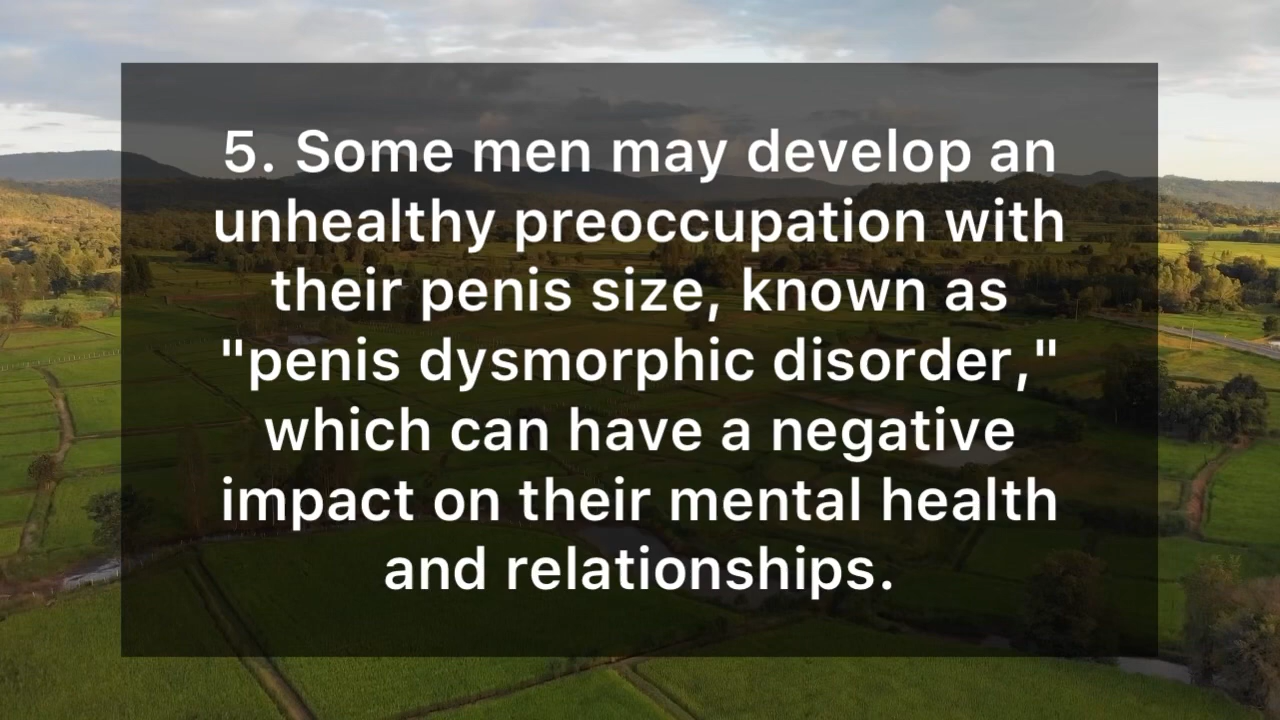 5. Some men may develop an
unhealthy preoccupation with
their penis size, known as
"penis dysmorphic disorder,"
which can have a negative
impact on their mental health
and relationships.